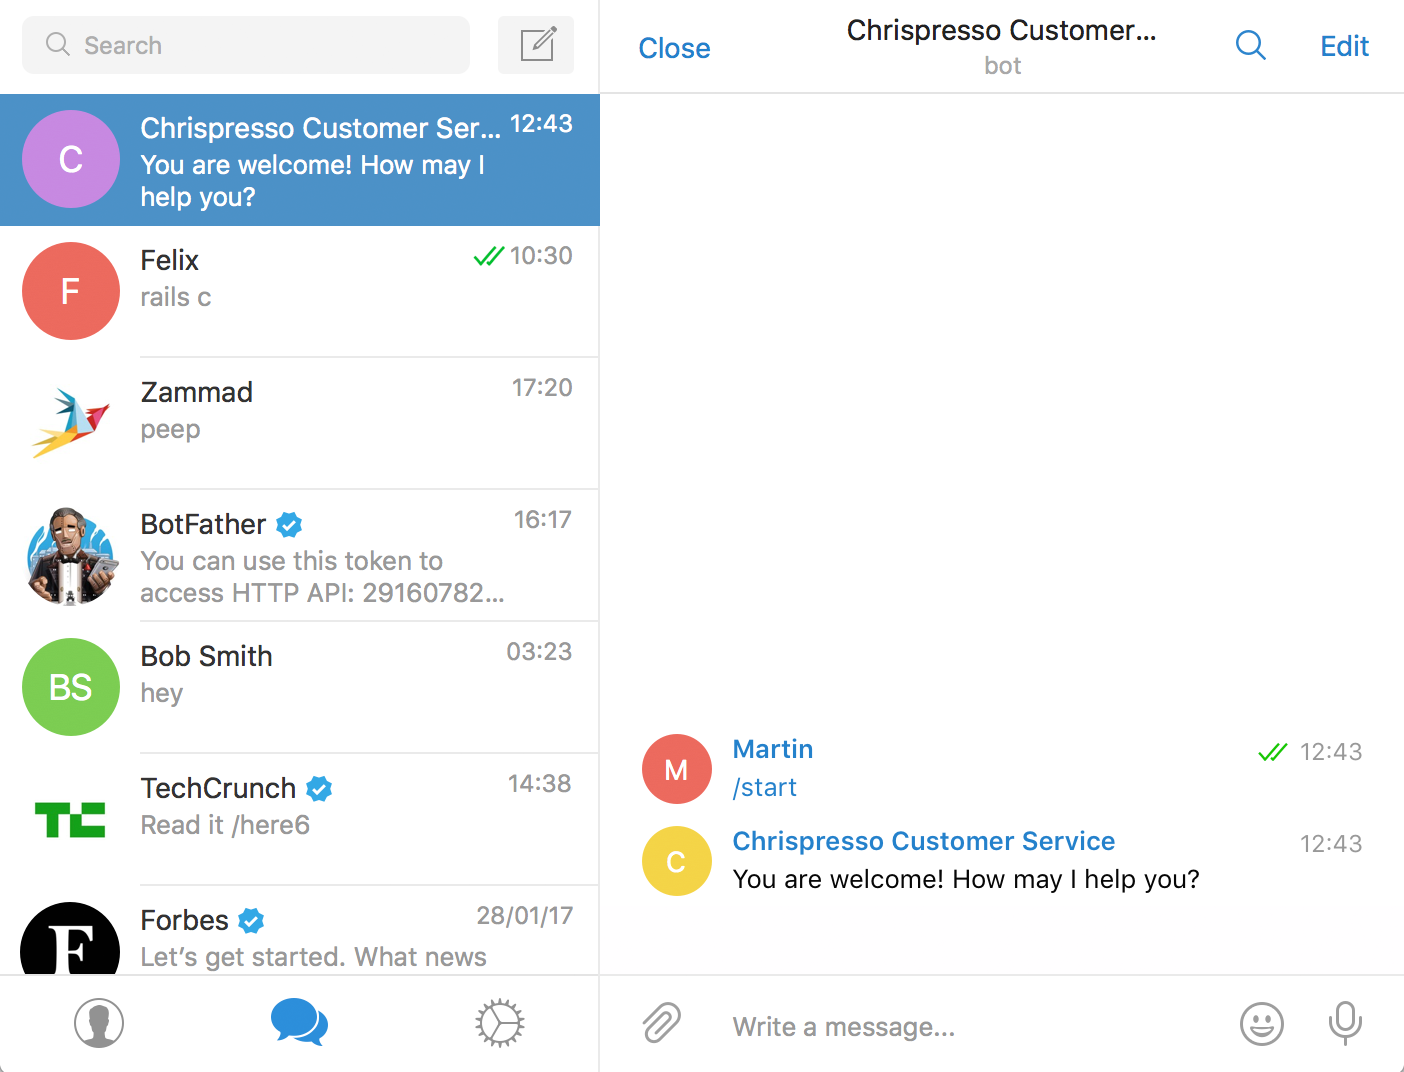 Search
C
Chrispresso Customer Ser... 12:43
You are welcome! How may I
help you?
F
Felix 10:30
rails c
Zammad 17:20
peep
BotFather 16:17
You can use this token to
access HTTP API: 29160782...
BS
Bob Smith 03:23
hey
TC
TechCrunch 14:38
Read it /here6
F
Forbes 28/01/17
Let’s get started. What news
Close
Chrispresso Customer...
bot
Edit
M
Martin 12:43
/start
C
Chrispresso Customer Service 12:43
You are welcome! How may I help you?
Write a message...